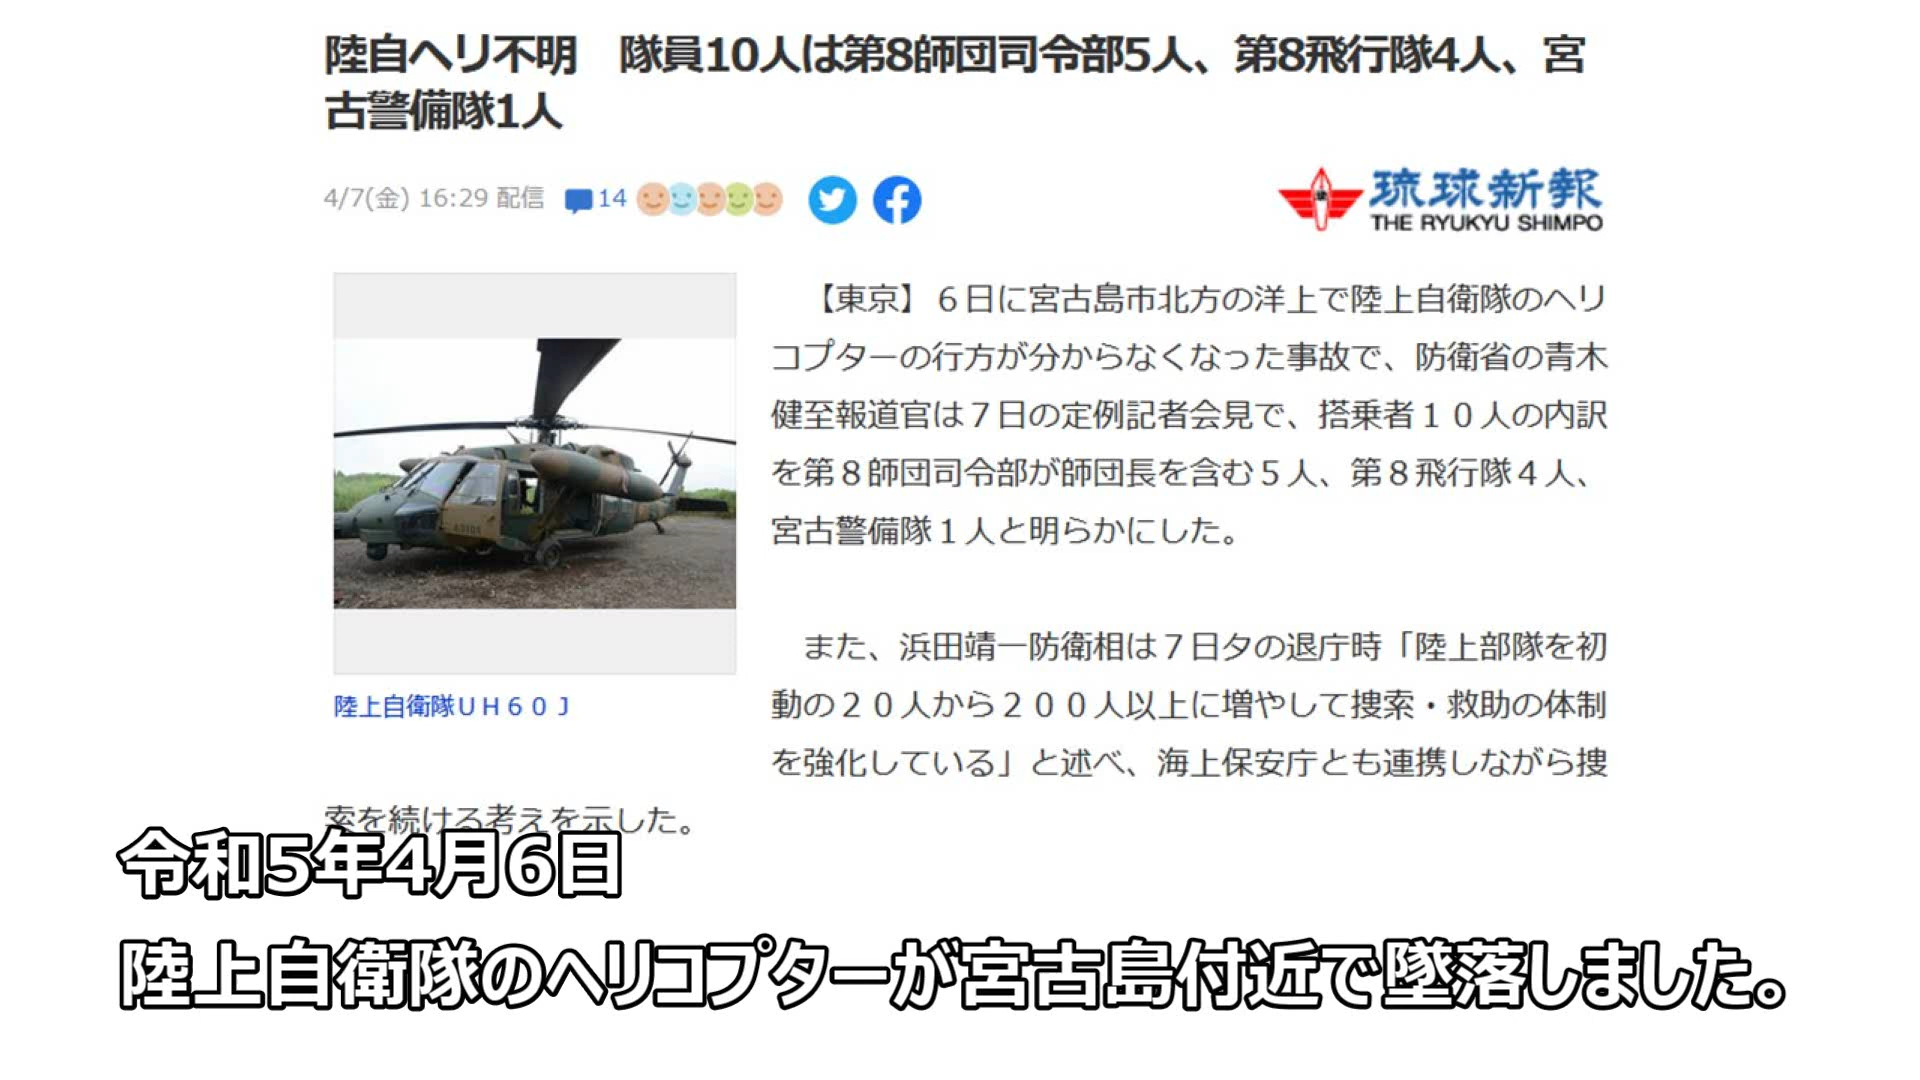 陸自ヘリ不明　隊員10人は第8師団司令部5人、第8飛行隊4人、宮
古警備隊1人
4/7(金) 16:29 配信 14
琉球新報
THE RYUKYU SHIMPO
【東京】６日に宮古島市北方の洋上で陸上自衛隊のヘリ
コプターの行方が分からなくなった事故で、防衛省の青木
健至報道官は７日の定例記者会見で、搭乗者１０人の内訳
を第８師団司令部が師団長を含む５人、第８飛行隊４人、
宮古警備隊１人と明らかにした。
陸上自衛隊ＵＨ６０Ｊ
また、浜田靖一防衛相は７日夕の退庁時「陸上部隊を初
動の２０人から２００人以上に増やして捜索・救助の体制
を強化している」と述べ、海上保安庁とも連携しながら捜
索を続ける考えを示した。
令和5年4月6日
陸上自衛隊のヘリコプターが宮古島付近で墜落しました。